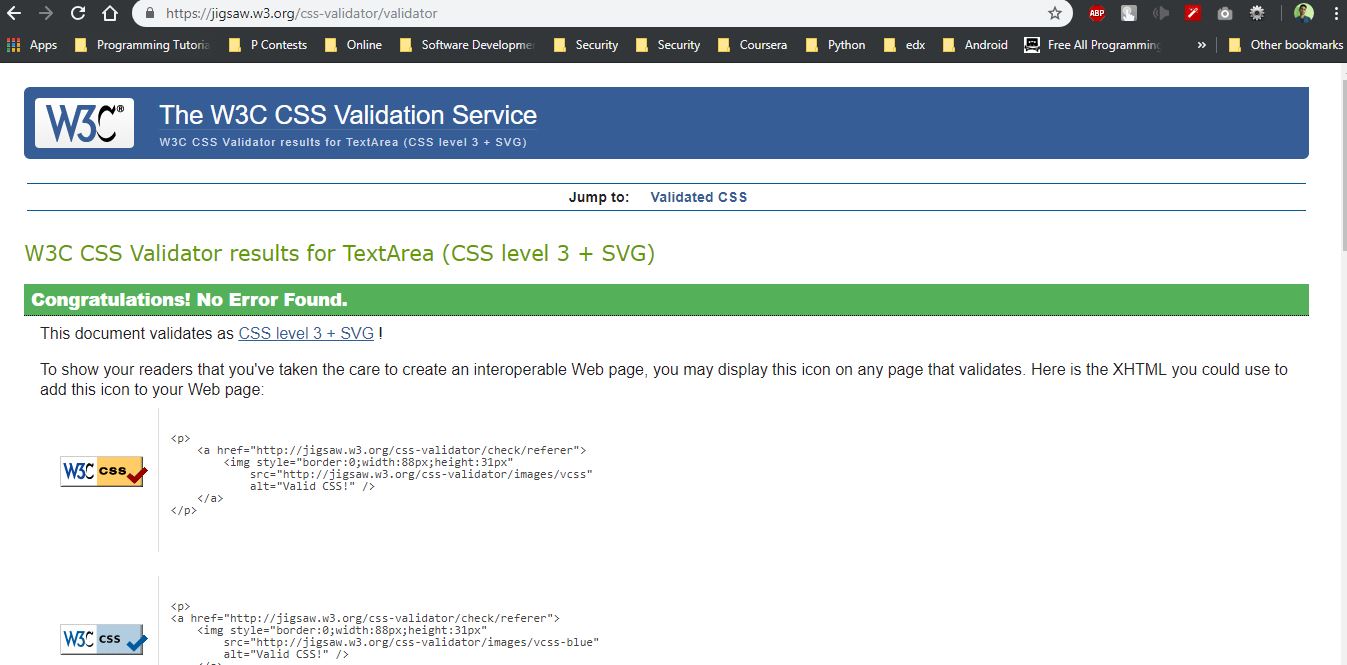 https://jigsaw.w3.org/css-validator/validator
ABP
Apps Programming Tutoria P Contests Online Software Developme Security Security Coursera Python edx Android Free All Programming » Other bookmarks
W3C®
The W3C CSS Validation Service
W3C CSS Validator results for TextArea (CSS level 3 + SVG)
Jump to: Validated CSS
W3C CSS Validator results for TextArea (CSS level 3 + SVG)
Congratulations! No Error Found.
This document validates as CSS level 3 + SVG !
To show your readers that you've taken the care to create an interoperable Web page, you may display this icon on any page that validates. Here is the XHTML you could use to
add this icon to your Web page:
<p>
<a href="http://jigsaw.w3.org/css-validator/check/referer">
<img style="border:0;width:88px;height:31px"
W3C css
src="http://jigsaw.w3.org/css-validator/images/vcss"
alt="Valid CSS!" />
</a>
</p>
<p>
<a href="http://jigsaw.w3.org/css-validator/check/referer">
<img style="border:0;width:88px;height:31px"
W3C css
src="http://jigsaw.w3.org/css-validator/images/vcss-blue"
alt="Valid CSS!" />